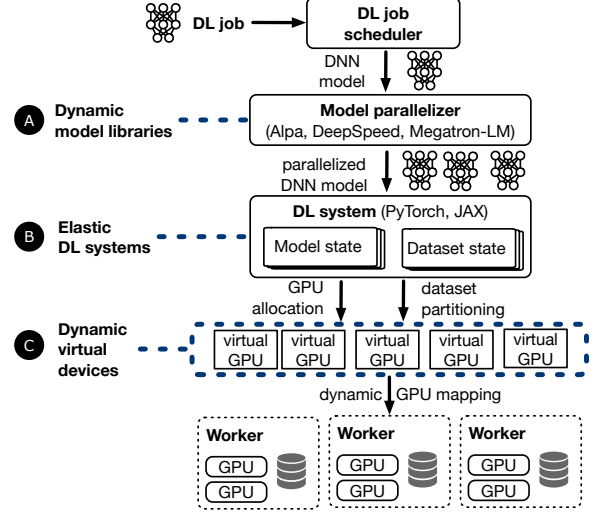 DL job
DL job
scheduler
DNN
model
A
Dynamic
model libraries
Model parallelizer
(Alpa, DeepSpeed, Megatron-LM)
parallelized
DNN model
B
Elastic
DL systems
DL system (PyTorch, JAX)
Model state
Dataset state
GPU
allocation
dataset
partitioning
C
Dynamic
virtual
devices
virtual
GPU
virtual
GPU
virtual
GPU
virtual
GPU
virtual
GPU
dynamic GPU mapping
Worker
GPU
GPU
Worker
GPU
GPU
Worker
GPU
GPU